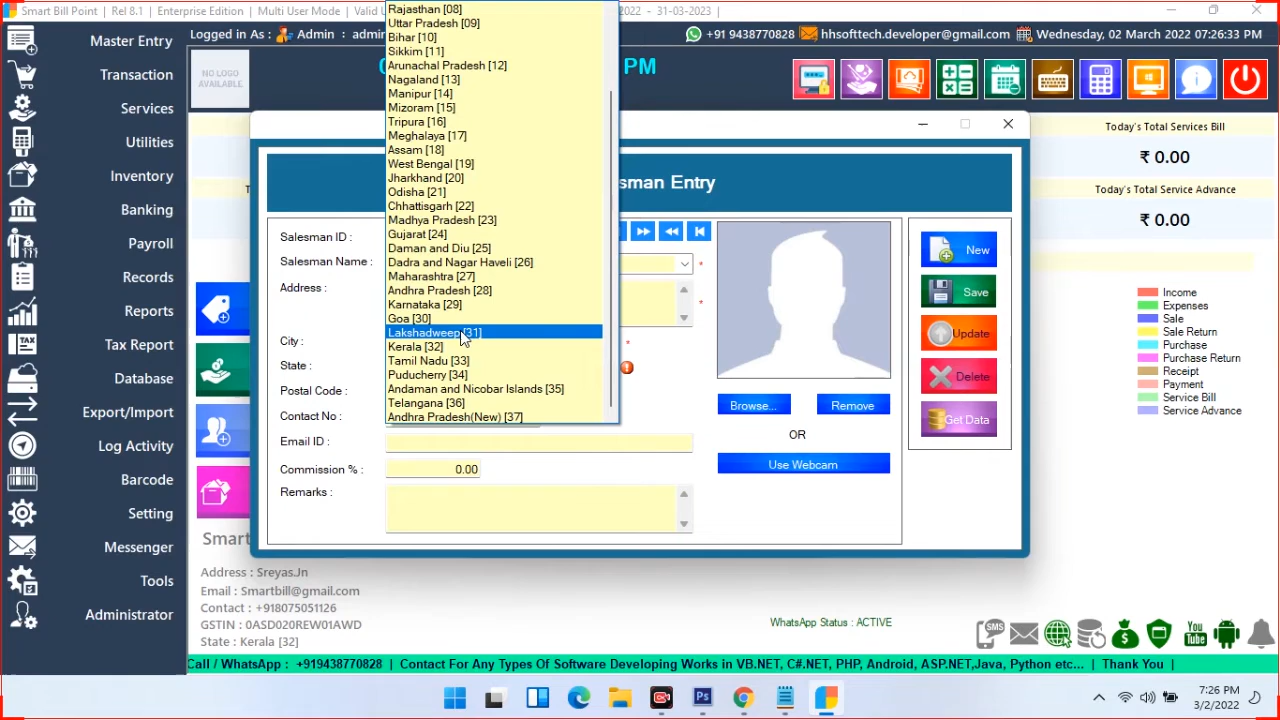 Smart Bill Point | Rel 8.1 | Enterprise Edition | Multi User Mode | Valid
2022 - 31-03-2023 |
Logged in As : Admin : admin
+91 9438770828 hhsofttech.developer@gmail.com Wednesday, 02 March 2022 07:26:33 PM
NO LOGO
AVAILABLE
PM
Master Entry
Transaction
Services
Utilities
Inventory
Banking
Payroll
Records
Reports
Tax Report
Database
Export/Import
Log Activity
Barcode
Setting
Messenger
Tools
Administrator
Rajasthan [08]
Uttar Pradesh [09]
Bihar [10]
Sikkim [11]
Arunachal Pradesh [12]
Nagaland [13]
Manipur [14]
Mizoram [15]
Tripura [16]
Meghalaya [17]
Assam [18]
West Bengal [19]
Jharkhand [20]
Odisha [21]
Chhattisgarh [22]
Madhya Pradesh [23]
Gujarat [24]
Daman and Diu [25]
Dadra and Nagar Haveli [26]
Maharashtra [27]
Andhra Pradesh [28]
Karnataka [29]
Goa [30]
Lakshadweep [31]
Kerala [32]
Tamil Nadu [33]
Puducherry [34]
Andaman and Nicobar Islands [35]
Telangana [36]
Andhra Pradesh(New) [37]
sman Entry
Salesman ID :
Salesman Name :
Address :
City :
State :
Postal Code :
Contact No :
Email ID :
Commission % :
0.00
Remarks :
* 
*
*
Browse...
Remove
OR
Use Webcam
New
Save
Update
Delete
Get Data
Today's Total Services Bill
₹ 0.00
Today's Total Service Advance
₹ 0.00
Income
Expenses
Sale
Sale Return
Purchase
Purchase Return
Receipt
Payment
Service Bill
Service Advance
Smart
Address : Sreyas.Jn
Email : Smartbill@gmail.com
Contact : +918075051126
GSTIN : 0ASD020REW01AWD
State : Kerala [32]
WhatsApp Status : ACTIVE
SMS
You
Tube
Call / WhatsApp : +919438770828 | Contact For Any Types Of Software Developing Works in VB.NET, C#.NET, PHP, Android, ASP.NET,Java, Python etc... | Thank You |
Ps
7:26 PM
3/2/2022